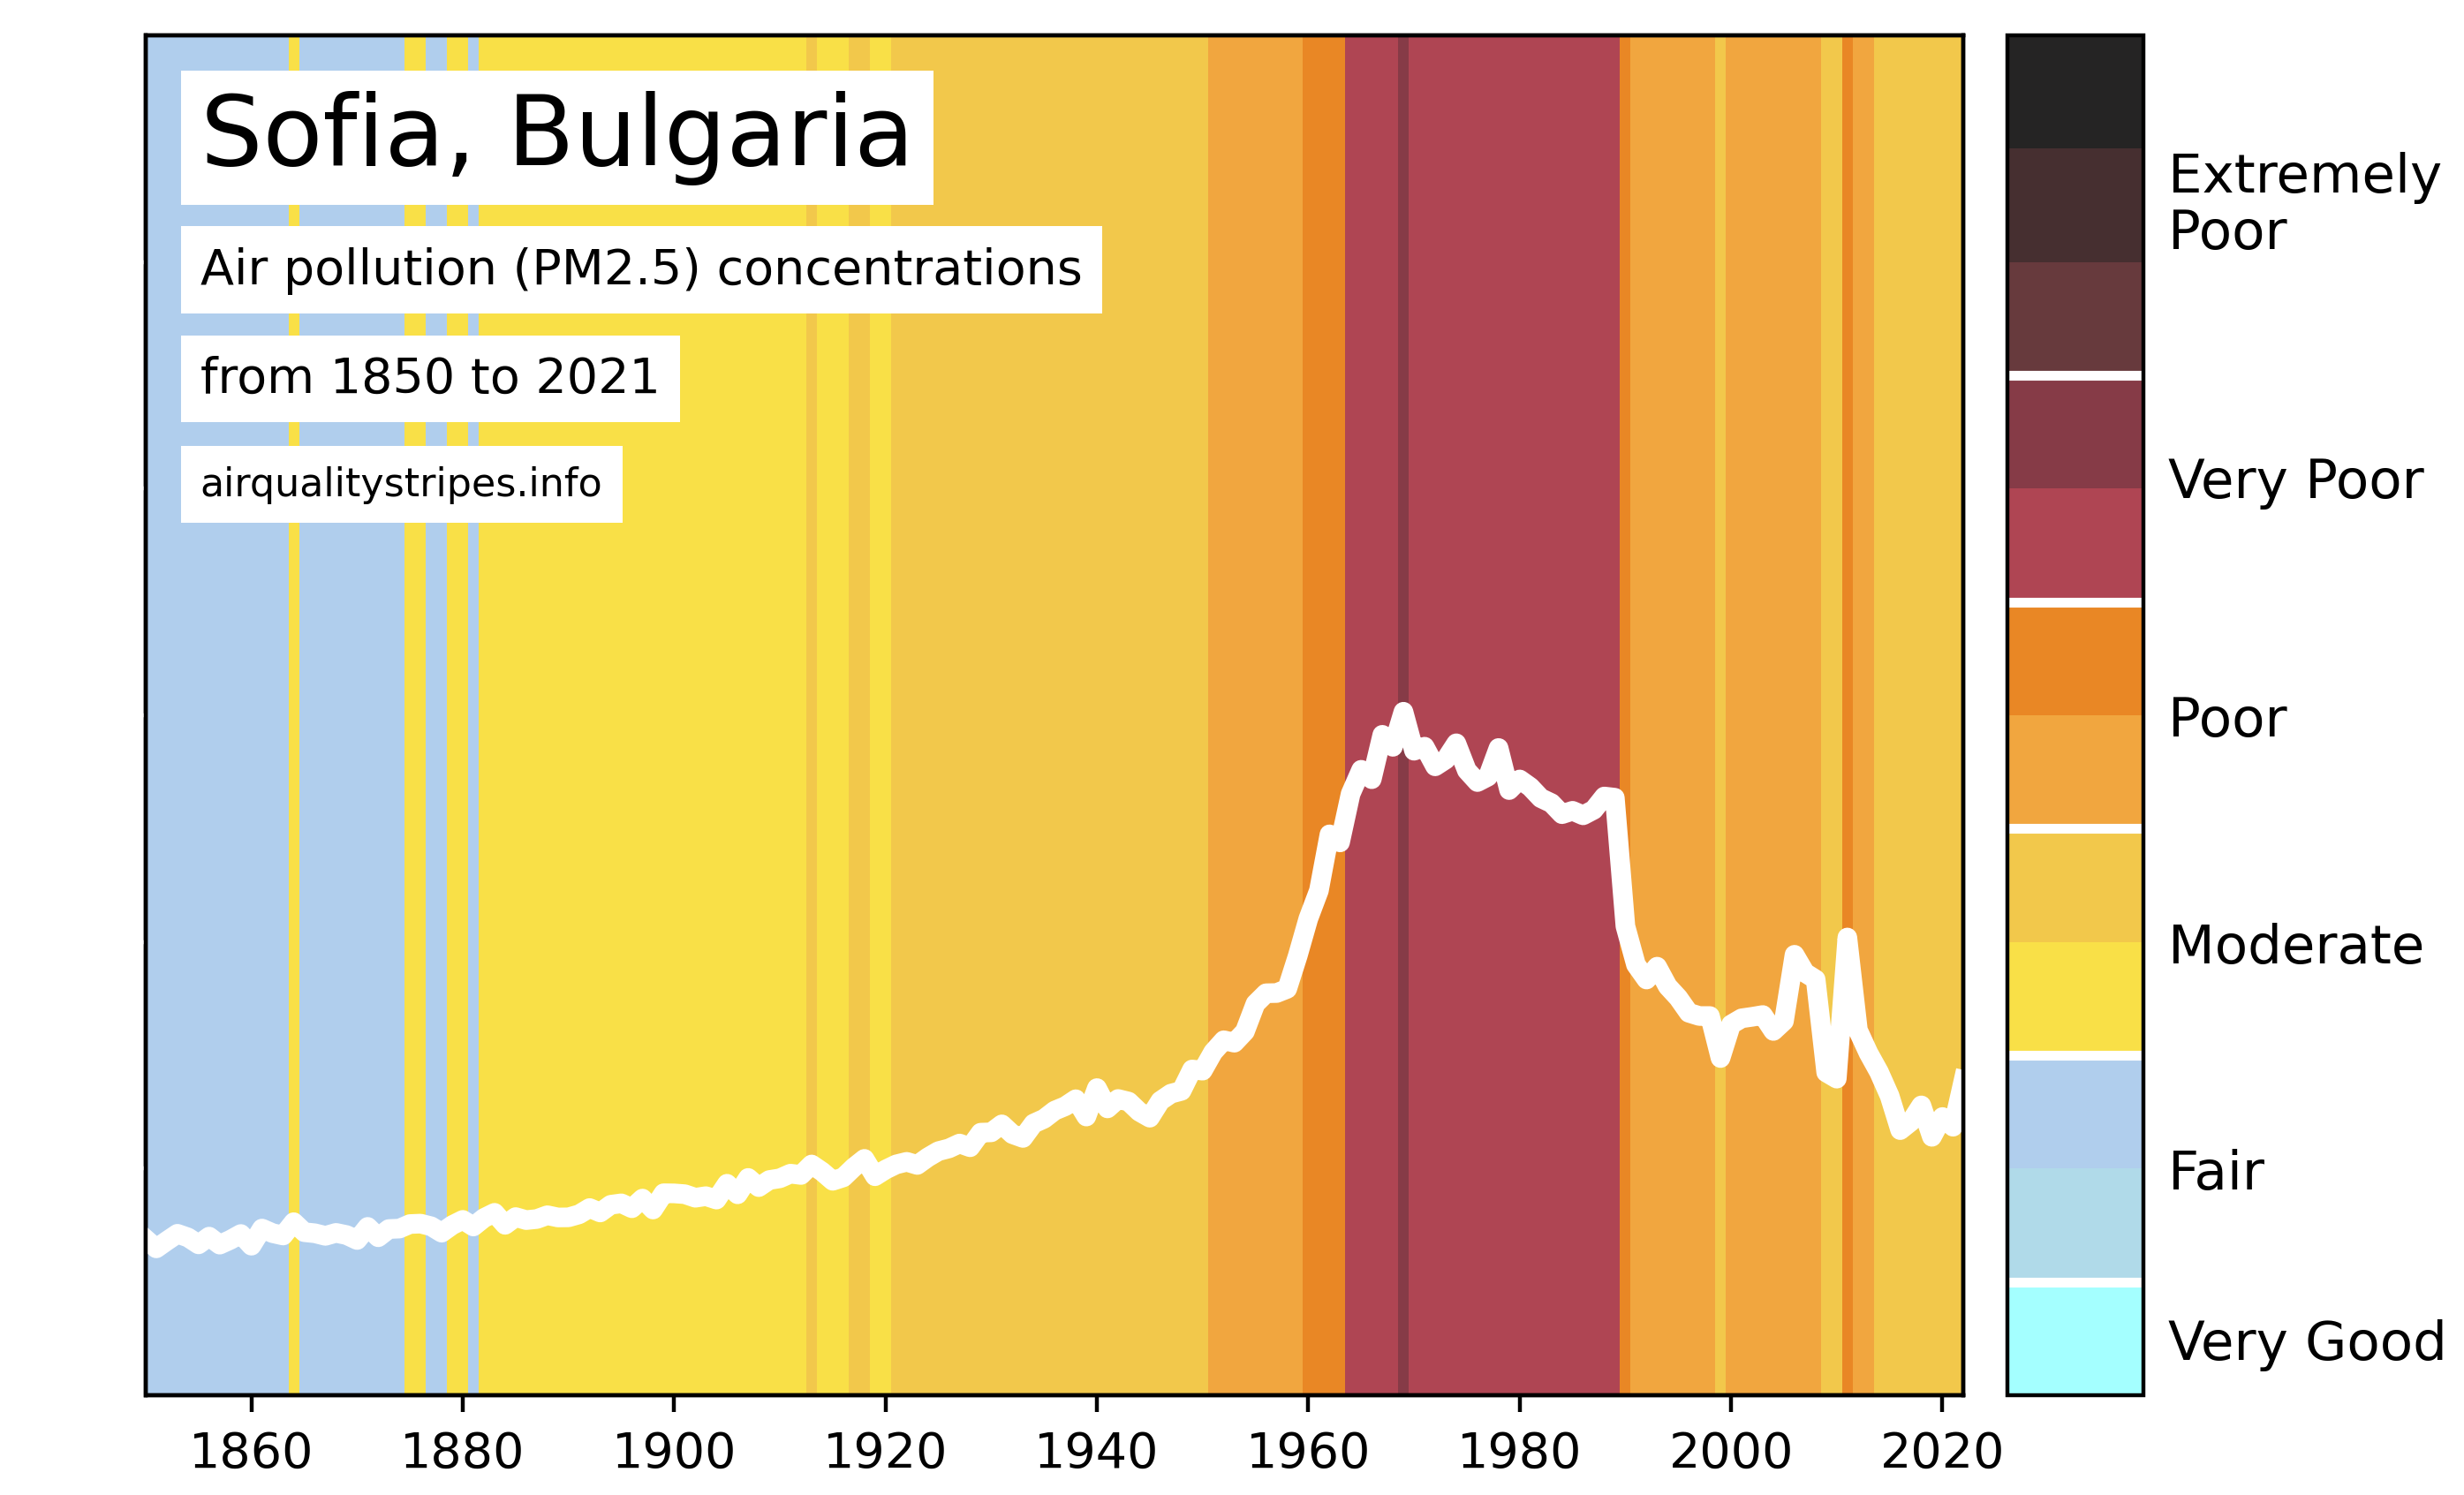 Sofia, Bulgaria
Air pollution (PM2.5) concentrations
from 1850 to 2021
airqualitystripes.info
Extremely
Poor
Very Poor
Poor
Moderate
Fair
Very Good
1860 1880 1900 1920 1940 1960 1980 2000 2020